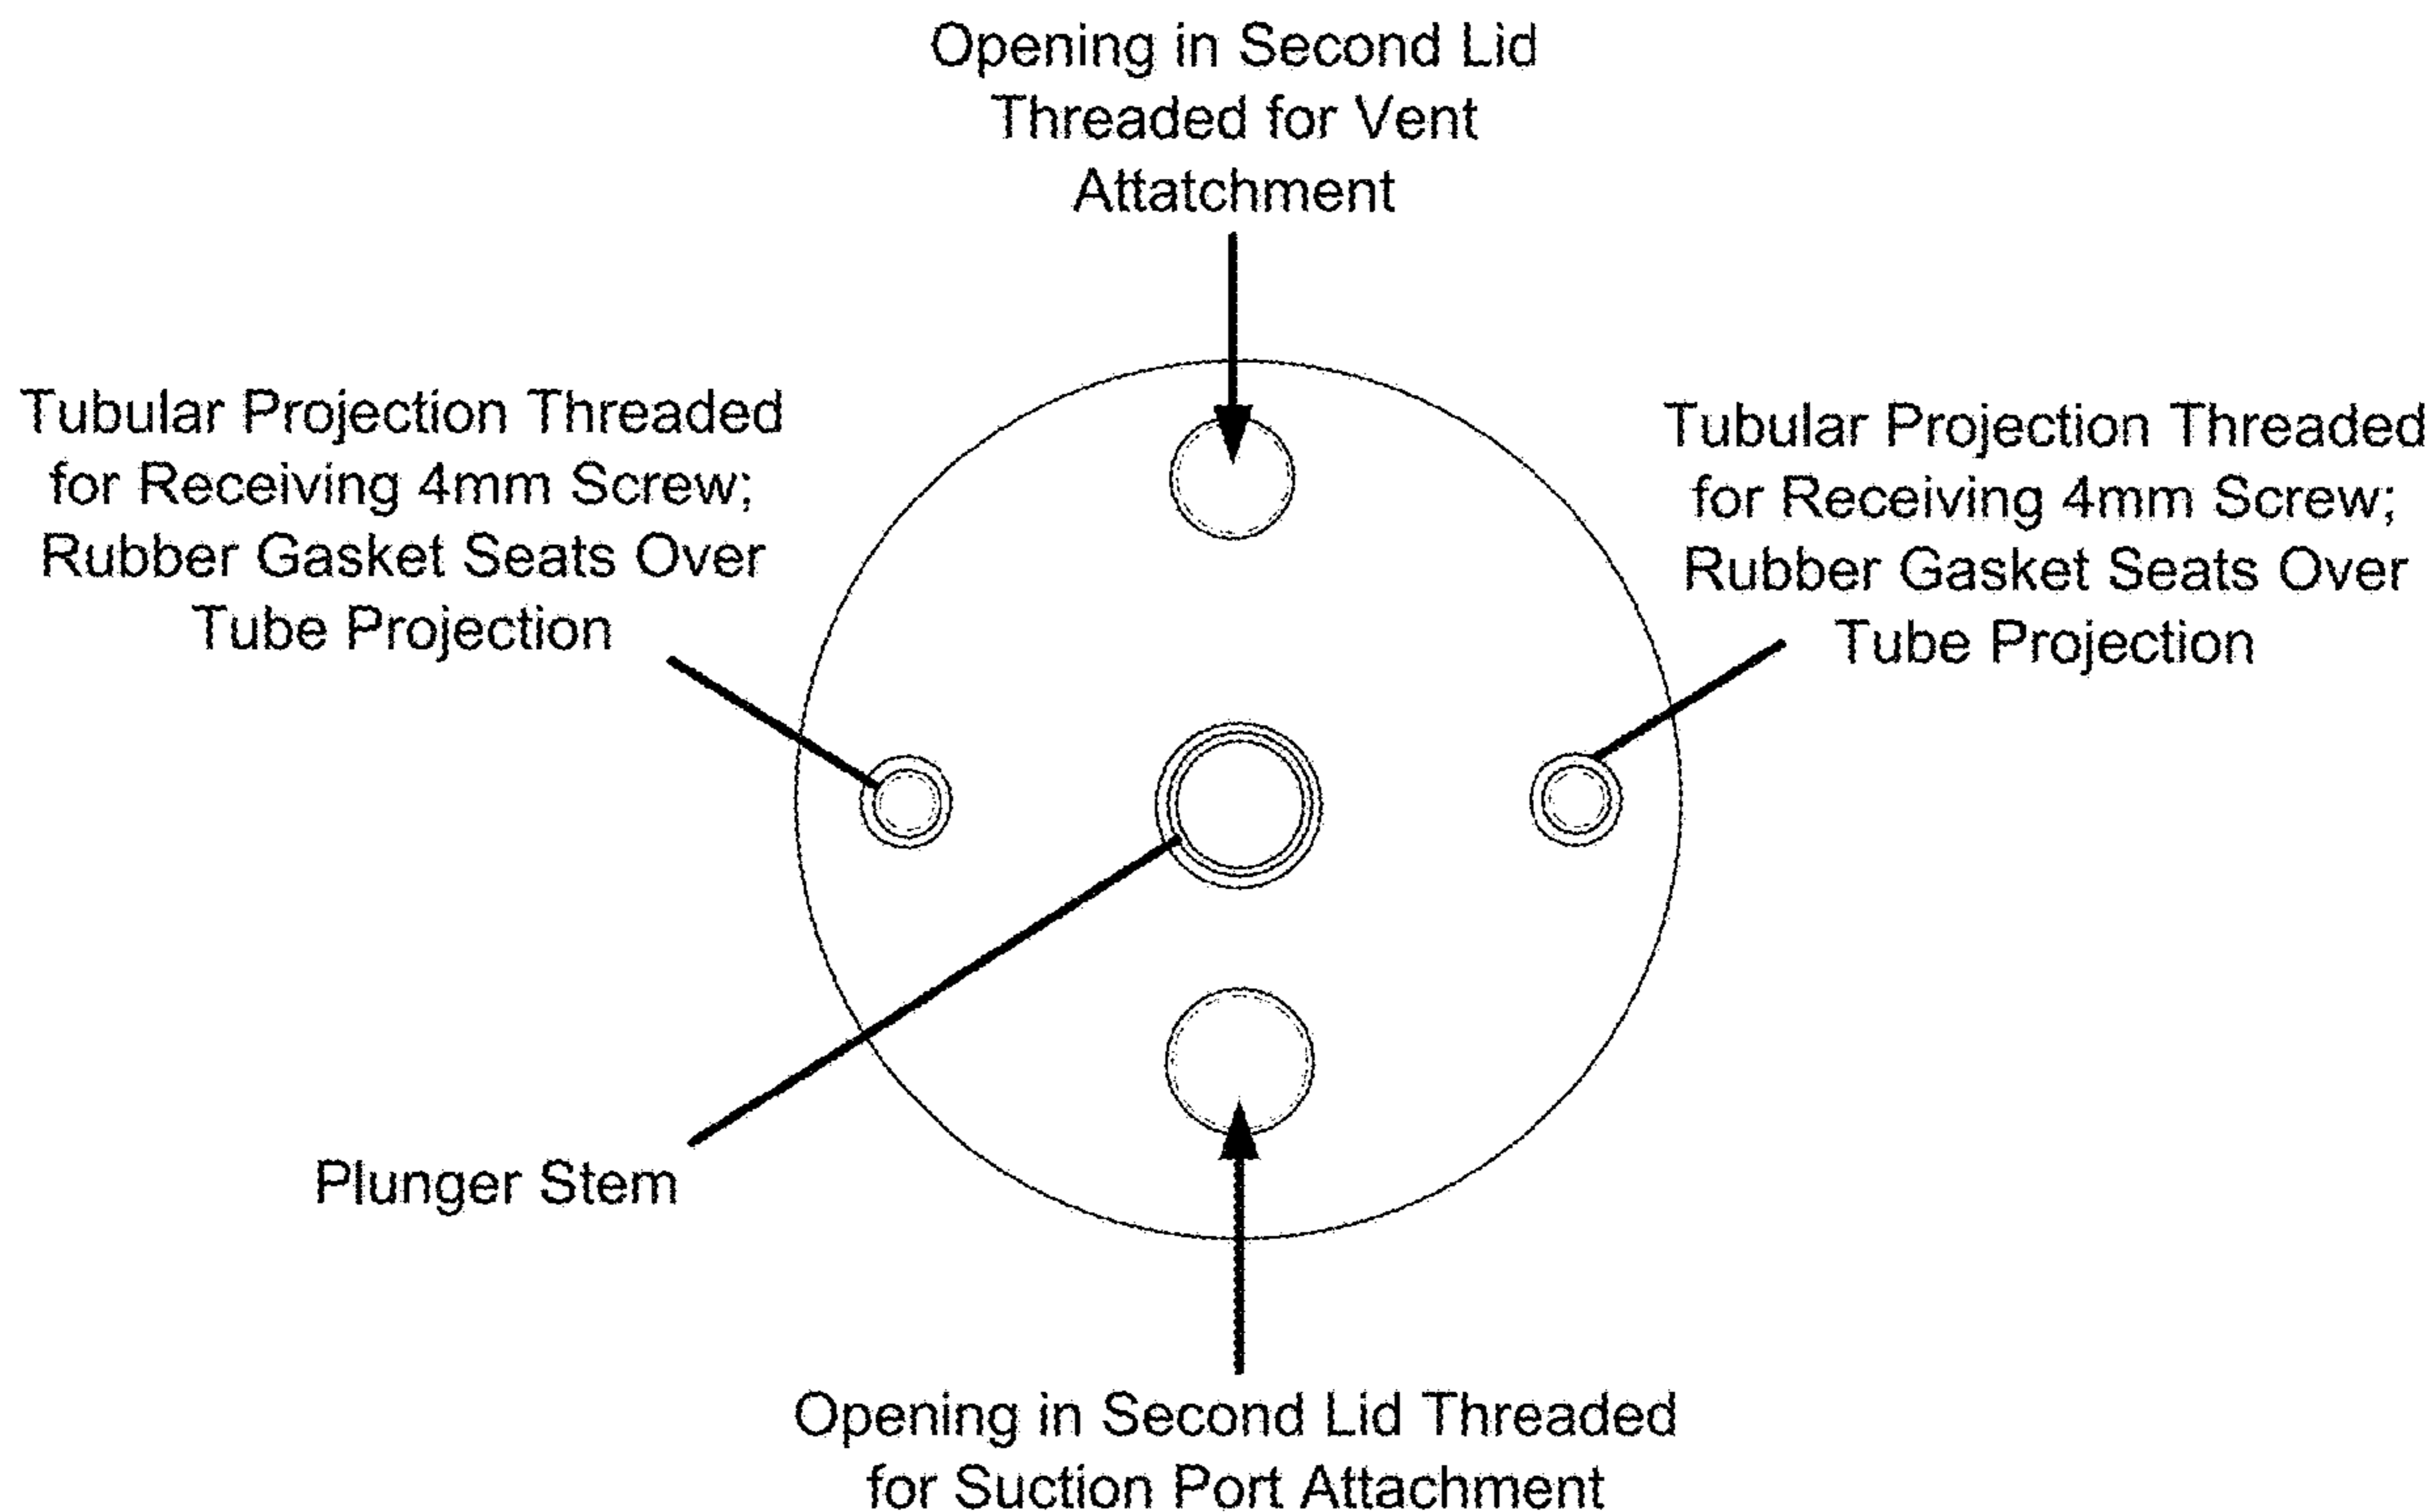 Opening in Second Lid
Threaded for Vent
Attatchment
Tubular Projection Threaded
for Receiving 4mm Screw;
Rubber Gasket Seats Over
Tube Projection
Tubular Projection Threaded
for Receiving 4mm Screw;
Rubber Gasket Seats Over
Tube Projection
Plunger Stem
Opening in Second Lid Threaded
for Suction Port Attachment